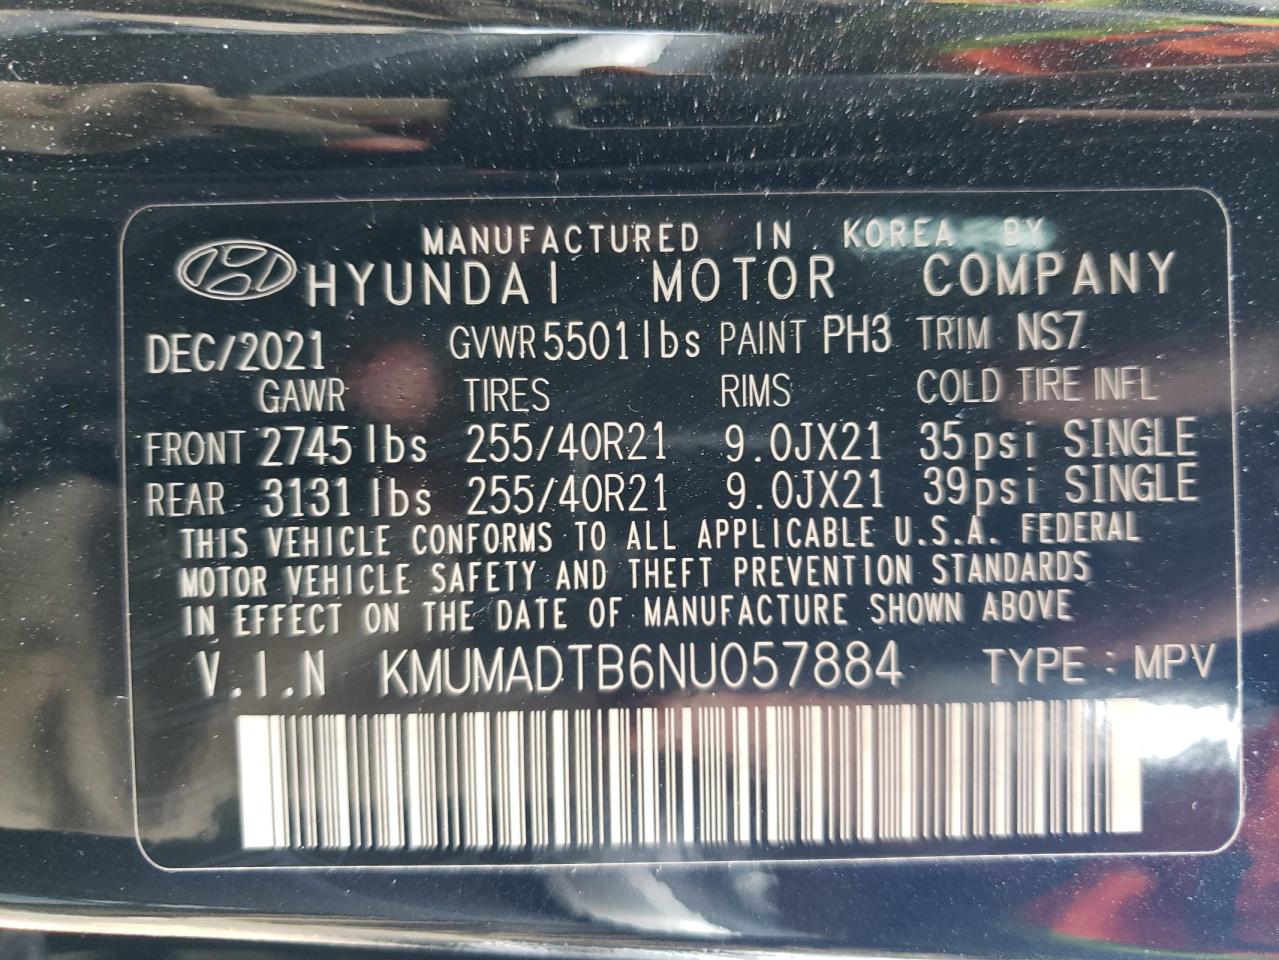 MANUFACTURED IN KOREA BY
HYUNDAI MOTOR COMPANY
DEC/2021 GVWR 5501lbs PAINT PH3 TRIM NS7
GAWR TIRES RIMS COLD TIRE INFL
FRONT 2745 lbs 255/40R21 9.0JX21 35psi SINGLE
REAR 3131 lbs 255/40R21 9.0JX21 39psi SINGLE
THIS VEHICLE CONFORMS TO ALL APPLICABLE U.S.A. FEDERAL
MOTOR VEHICLE SAFETY AND THEFT PREVENTION STANDARDS
IN EFFECT ON THE DATE OF MANUFACTURE SHOWN ABOVE
V.I.N KMUMADTB6NU057884 TYPE : MPV